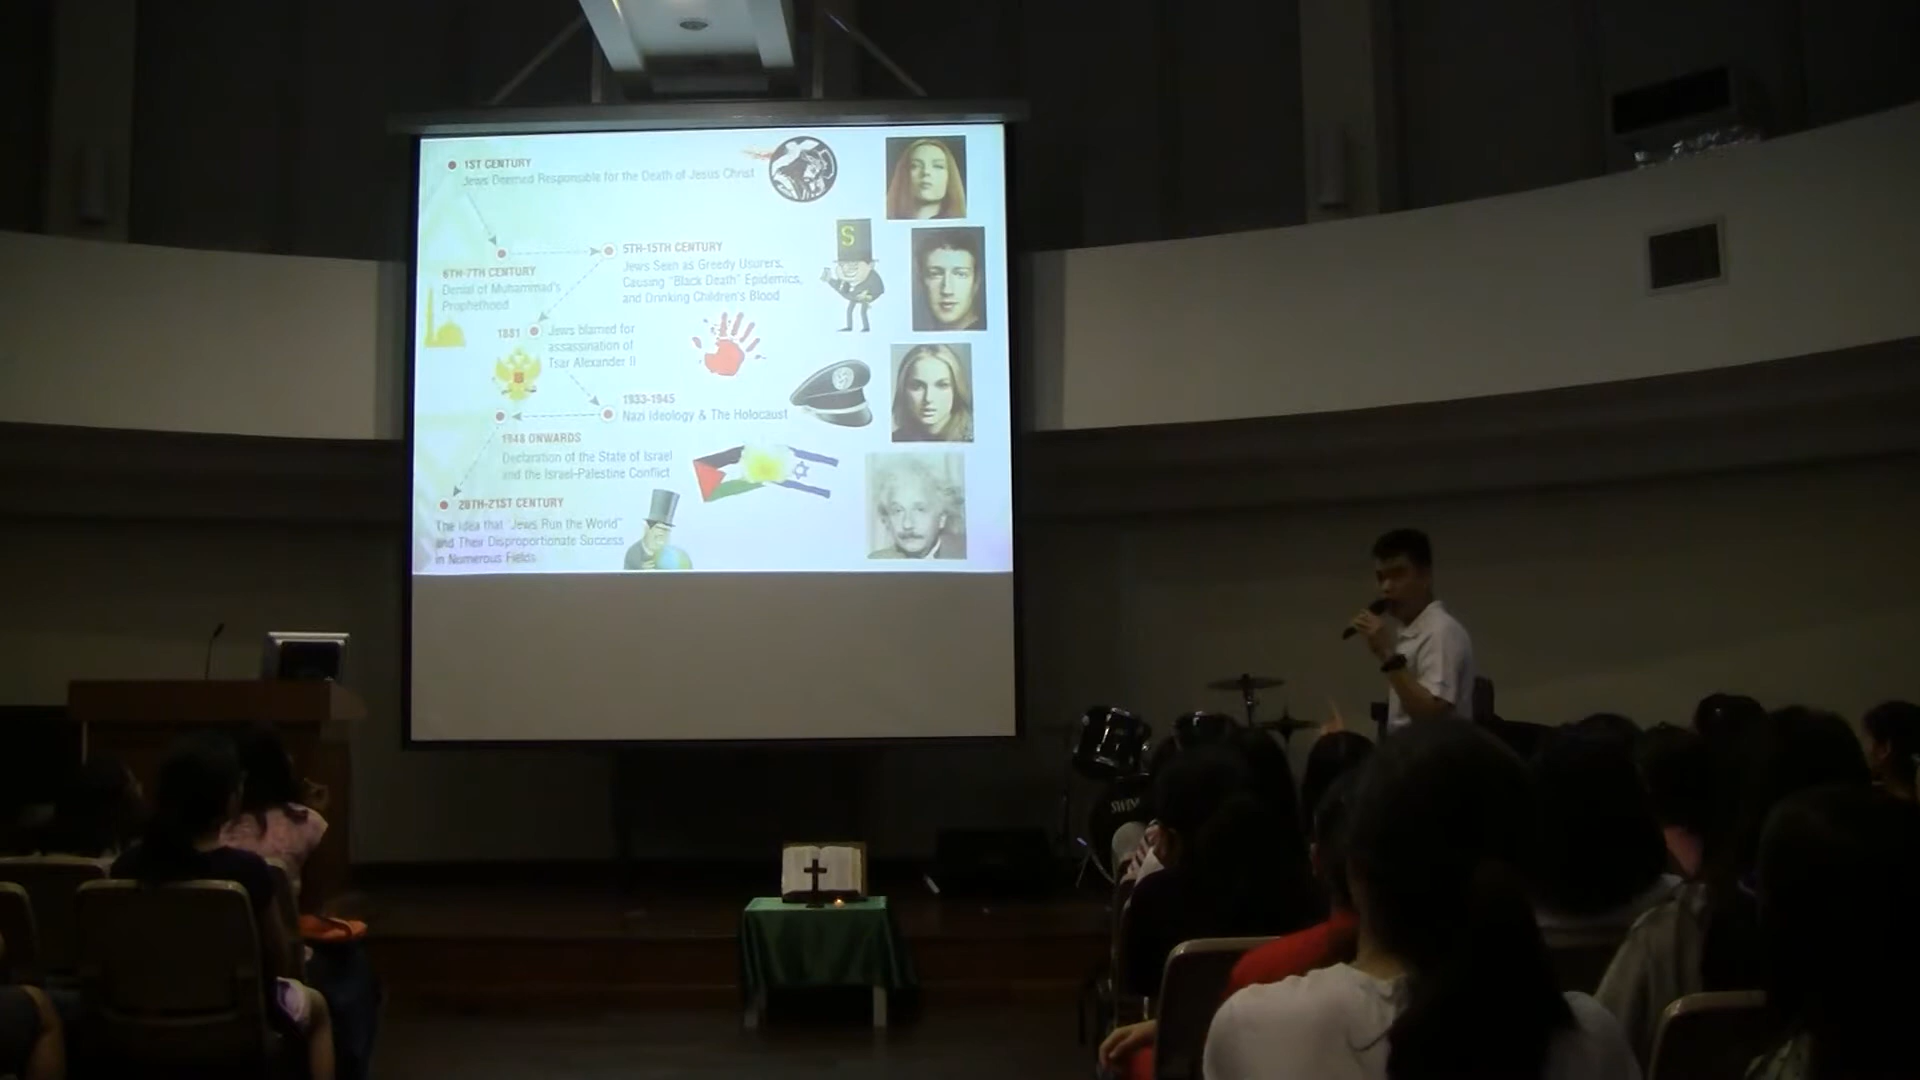 1ST CENTURY
Jews Deemed Responsible for the Death of Jesus Christ
5TH-15TH CENTURY
Jews Seen as Greedy Usurers,
Causing "Black Death" Epidemics,
and Drinking Children's Blood
S
6TH-7TH CENTURY
Denial of Muhammad's
Prophethood
1881
Jews blamed for
assassination of
Tsar Alexander II
1933-1945
Nazi Ideology & The Holocaust
1948 ONWARDS
Declaration of the State of Israel
and the Israel-Palestine Conflict
20TH-21ST CENTURY
The idea that "Jews Run the World"
and Their Disproportionate Success
in Numerous Fields